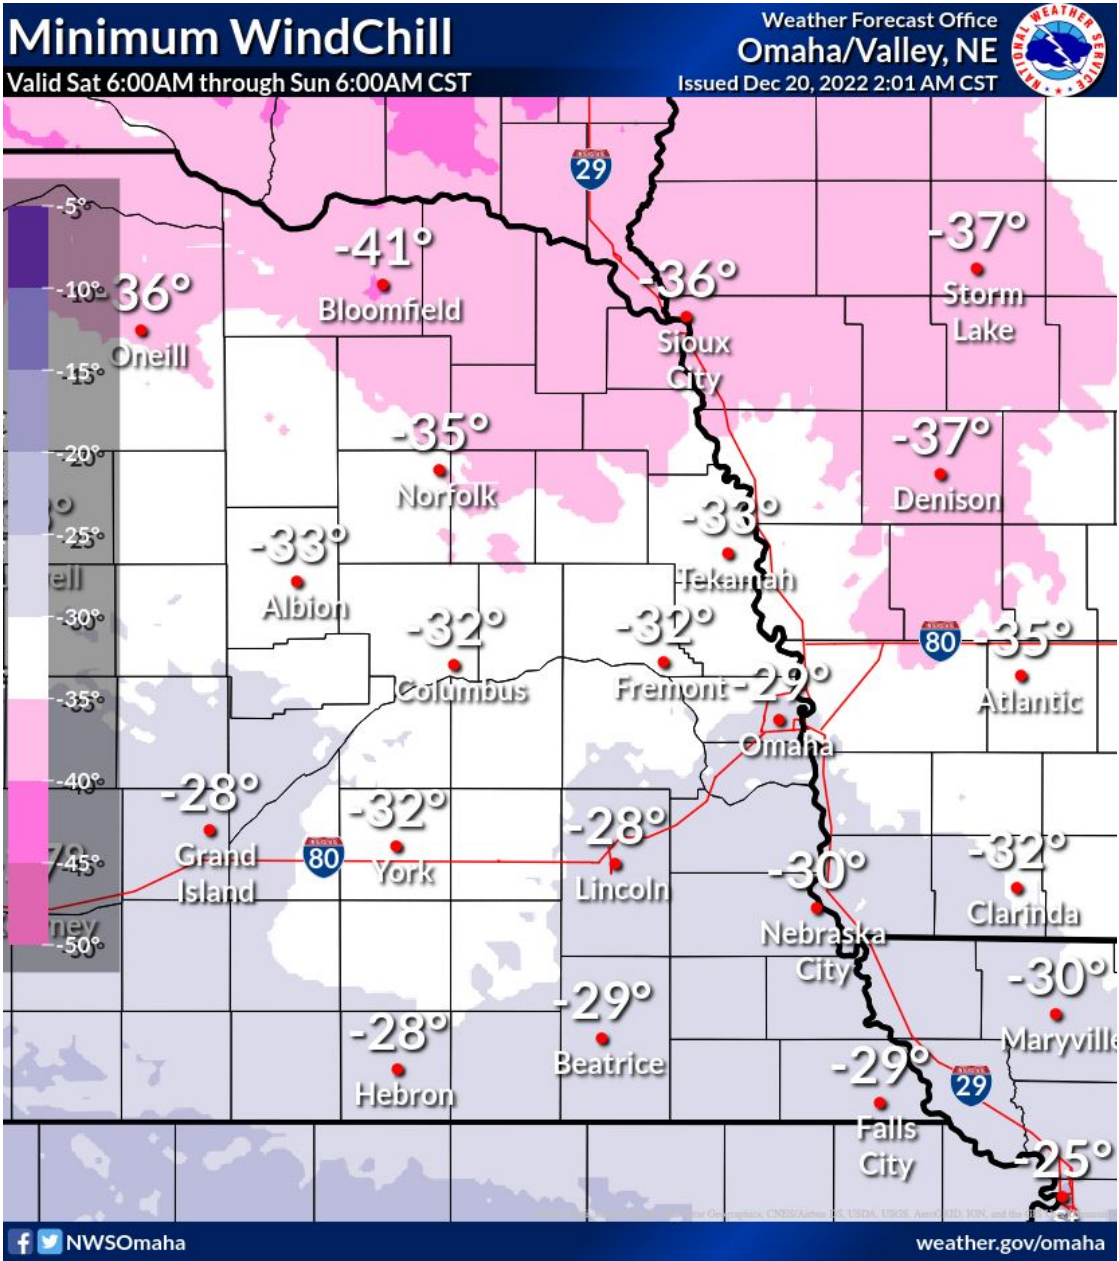 Minimum WindChill
Valid Sat 6:00AM through Sun 6:00AM CST
Weather Forecast Office
Omaha/Valley, NE
Issued Dec 20, 2022 2:01 AM CST
NATIONAL WEATHER SERVICE
29
-5°
-10°
-15°
-20°
-25°
-30°
-35°
-40°
-45°
-50°
-41°
Bloomfield
-37°
Storm
Lake
-36°
Oneill
-36°
Sioux
City
-35°
Norfolk
-37°
Denison
-33°
Tekamah
-33°
Albion
-32°
Columbus
-32°
Fremont
80
-35°
Atlantic
-29°
Omaha
-28°
Grand
Island
80
-32°
York
-28°
Lincoln
-30°
Nebraska
City
-32°
Clarinda
-30°
Maryville
-29°
Beatrice
-28°
Hebron
-29°
Falls
City
29
-25°
NWSOmaha
weather.gov/omaha